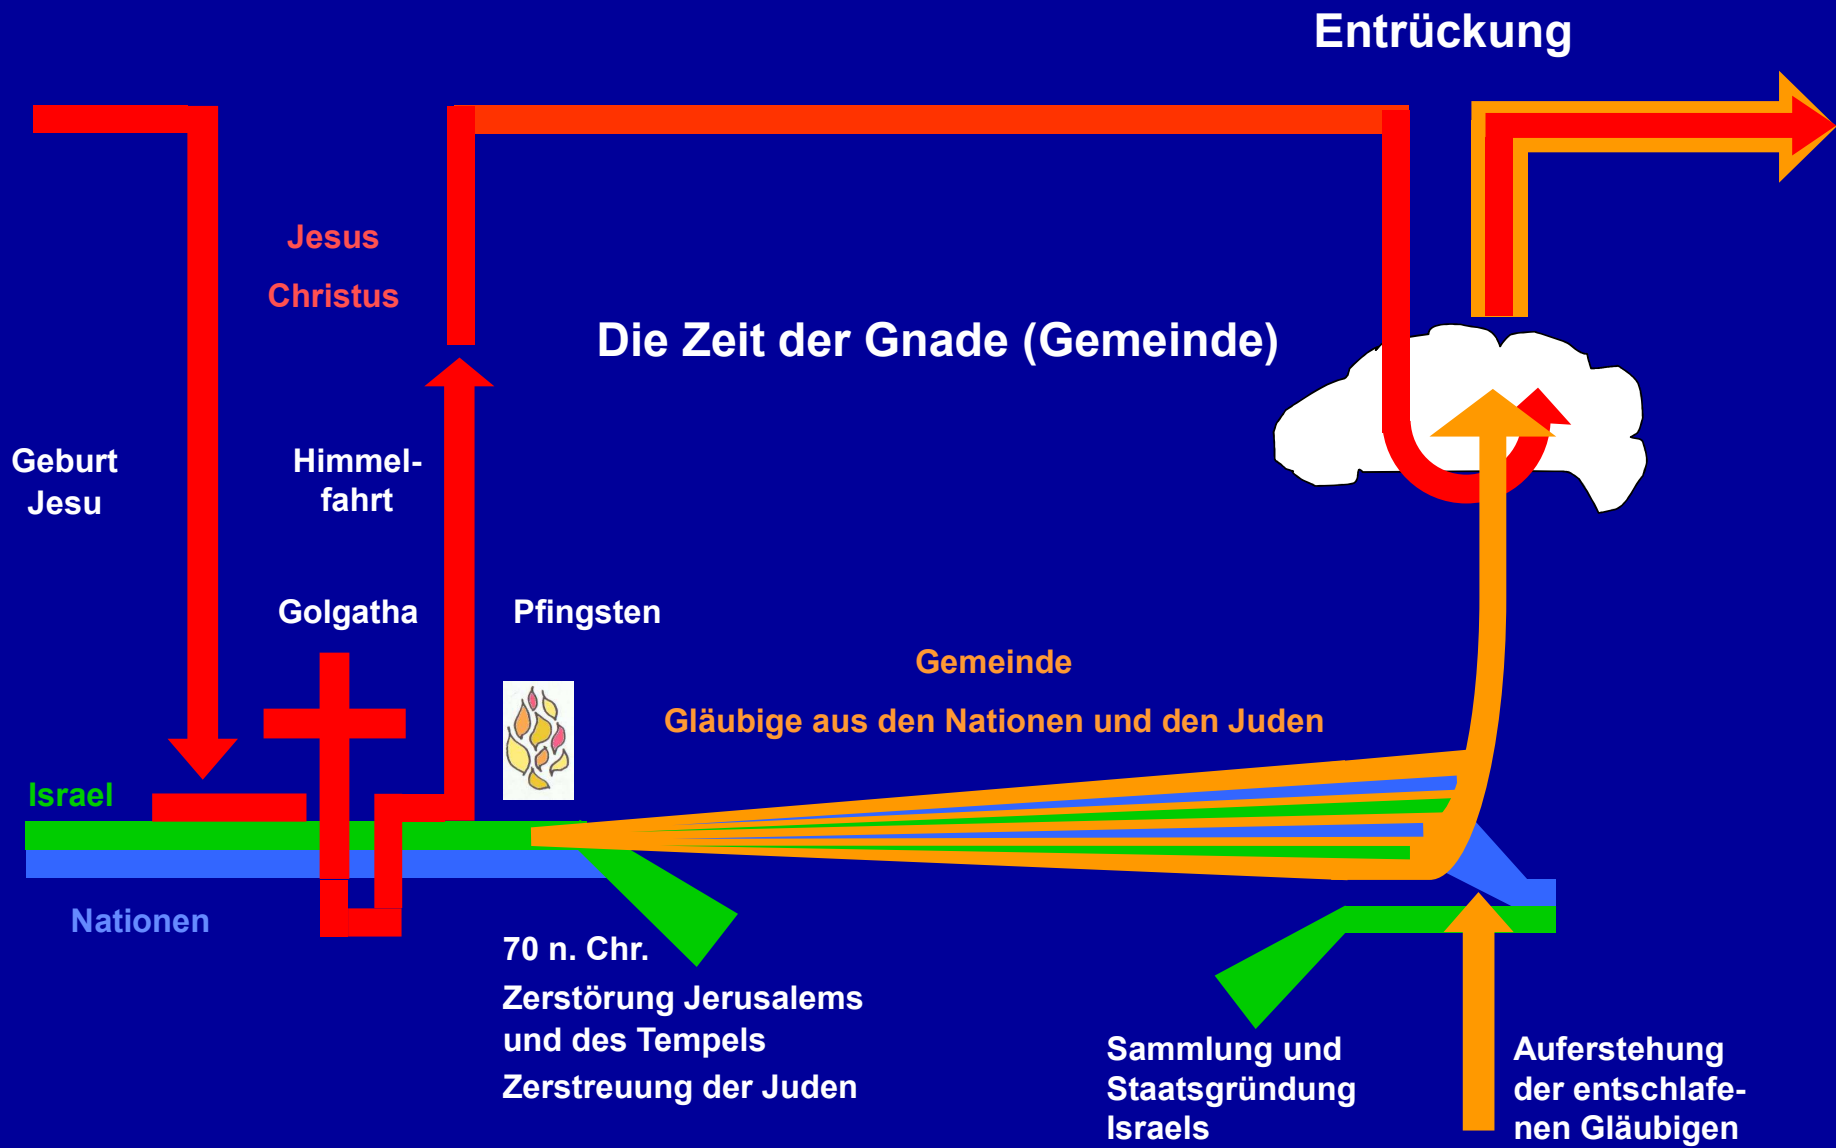 Entrückung
Jesus
Christus
Die Zeit der Gnade (Gemeinde)
Geburt
Jesu
Himmel-
fahrt
Golgatha
Pfingsten
Gemeinde
Gläubige aus den Nationen und den Juden
Israel
Nationen
70 n. Chr.
Zerstörung Jerusalems
und des Tempels
Zerstreuung der Juden
Sammlung und
Staatsgründung
Israels
Auferstehung
der entschlafe-
nen Gläubigen